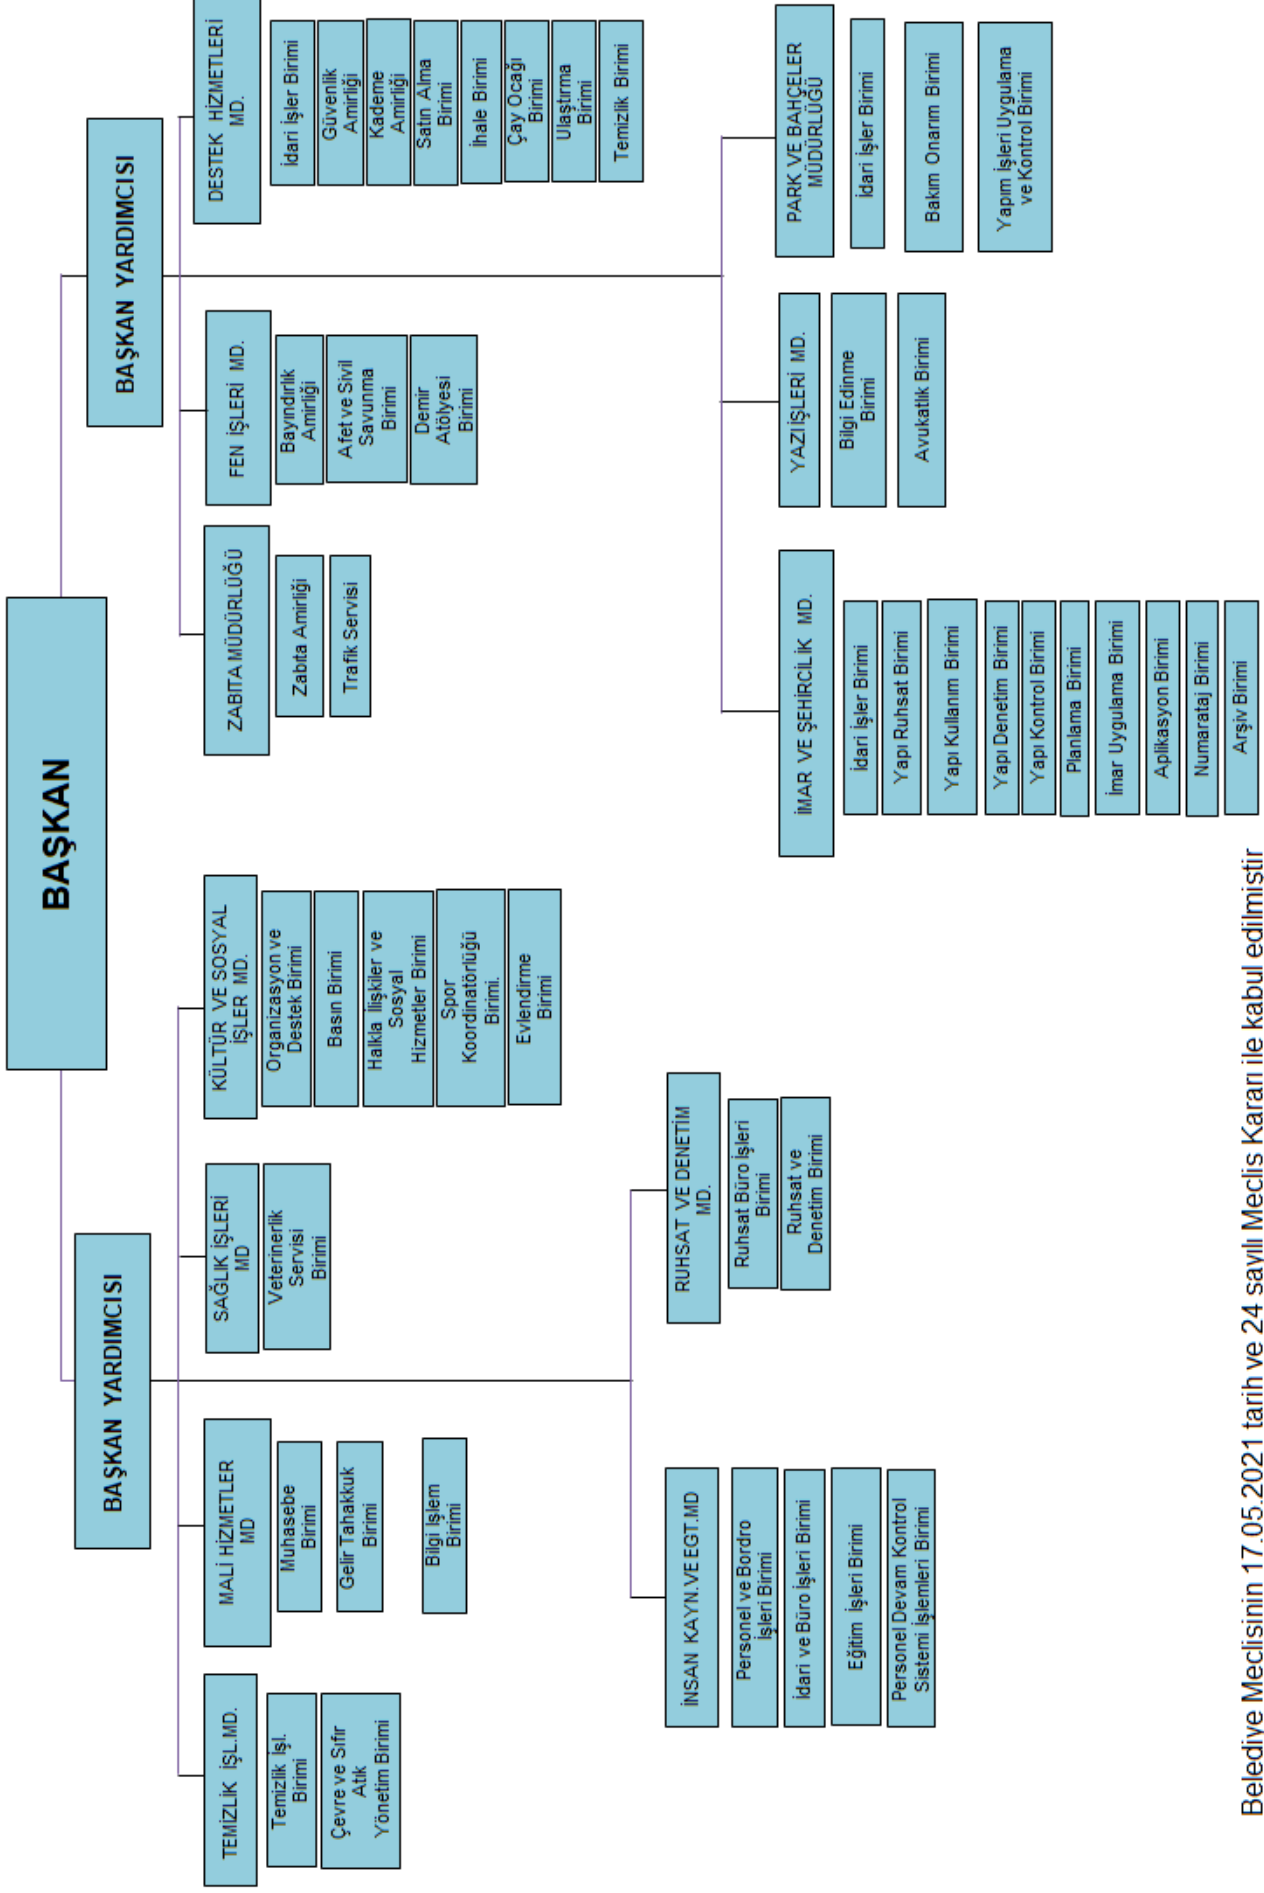 BAŞKAN
BAŞKAN YARDIMCISI
TEMİZLİK İŞL.MD.
Temizlik İşl.
Birimi
Çevre ve Sıfır
Atık
Yönetim Birimi
MALİ HİZMETLER
MD
Muhasebe
Birimi
Gelir Tahakkuk
Birimi
Bilgi İşlem
Birimi
SAĞLIK İŞLERİ
MD
Veterinerlik
Servisi
Birimi
KÜLTÜR VE SOSYAL
İŞLER MD.
Organizasyon ve
Destek Birimi
Basın Birimi
Halkla İlişkiler ve
Sosyal
Hizmetler Birimi
Spor
Koordinatörlüğü
Birimi.
Evlendirme
Birimi
İNSAN KAYN.VE EGT.MD
Personel ve Bordro
İşleri Birimi
İdari ve Büro İşleri Birimi
Eğitim İşleri Birimi
Personel Devam Kontrol
Sistemi İşlemleri Birimi
RUHSAT VE DENETİM
MD.
Ruhsat Büro İşleri
Birimi
Ruhsat ve
Denetim Birimi
BAŞKAN YARDIMCISI
ZABITA MÜDÜRLÜĞÜ
Zabıta Amirliği
Trafik Servisi
FEN İŞLERİ MD.
Bayındırlık
Amirliği
Afet ve Sivil
Savunma
Birimi
Demir
Atölyesi
Birimi
DESTEK HİZMETLERİ
MD.
İdari İşler Birimi
Güvenlik
Amirliği
Kademe
Amirliği
Satın Alma
Birimi
İhale Birimi
Çay Ocağı
Birimi
Ulaştırma
Birimi
Temizlik Birimi
İMAR VE ŞEHİRCİLİK MD.
İdari İşler Birimi
Yapı Ruhsat Birimi
Yapı Kullanım Birimi
Yapı Denetim Birimi
Yapı Kontrol Birimi
Planlama Birimi
İmar Uygulama Birimi
Aplikasyon Birimi
Numarataj Birimi
Arşiv Birimi
YAZI İŞLERİ MD.
Bilgi Edinme
Birimi
Avukatlık Birimi
PARK VE BAHÇELER
MÜDÜRLÜĞÜ
İdari İşler Birimi
Bakım Onarım Birimi
Yapım İşleri Uygulama
ve Kontrol Birimi
Belediye Meclisinin 17.05.2021 tarih ve 24 sayılı Meclis Kararı ile kabul edilmiştir